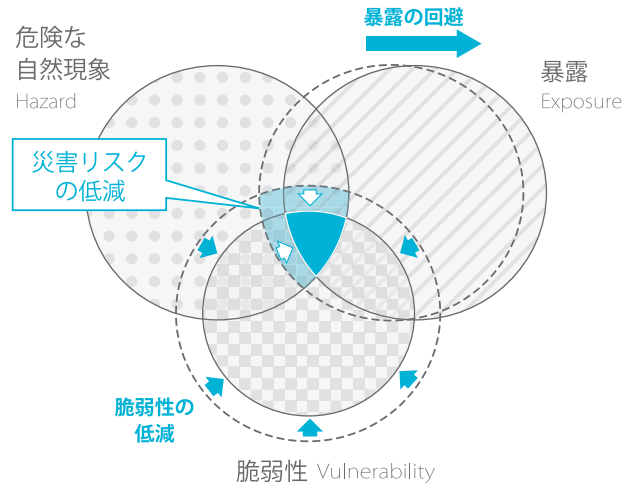 暴露の回避
危険な
自然現象
Hazard
暴露
Exposure
災害リスク
の低減
脆弱性の
低減
脆弱性 Vulnerability